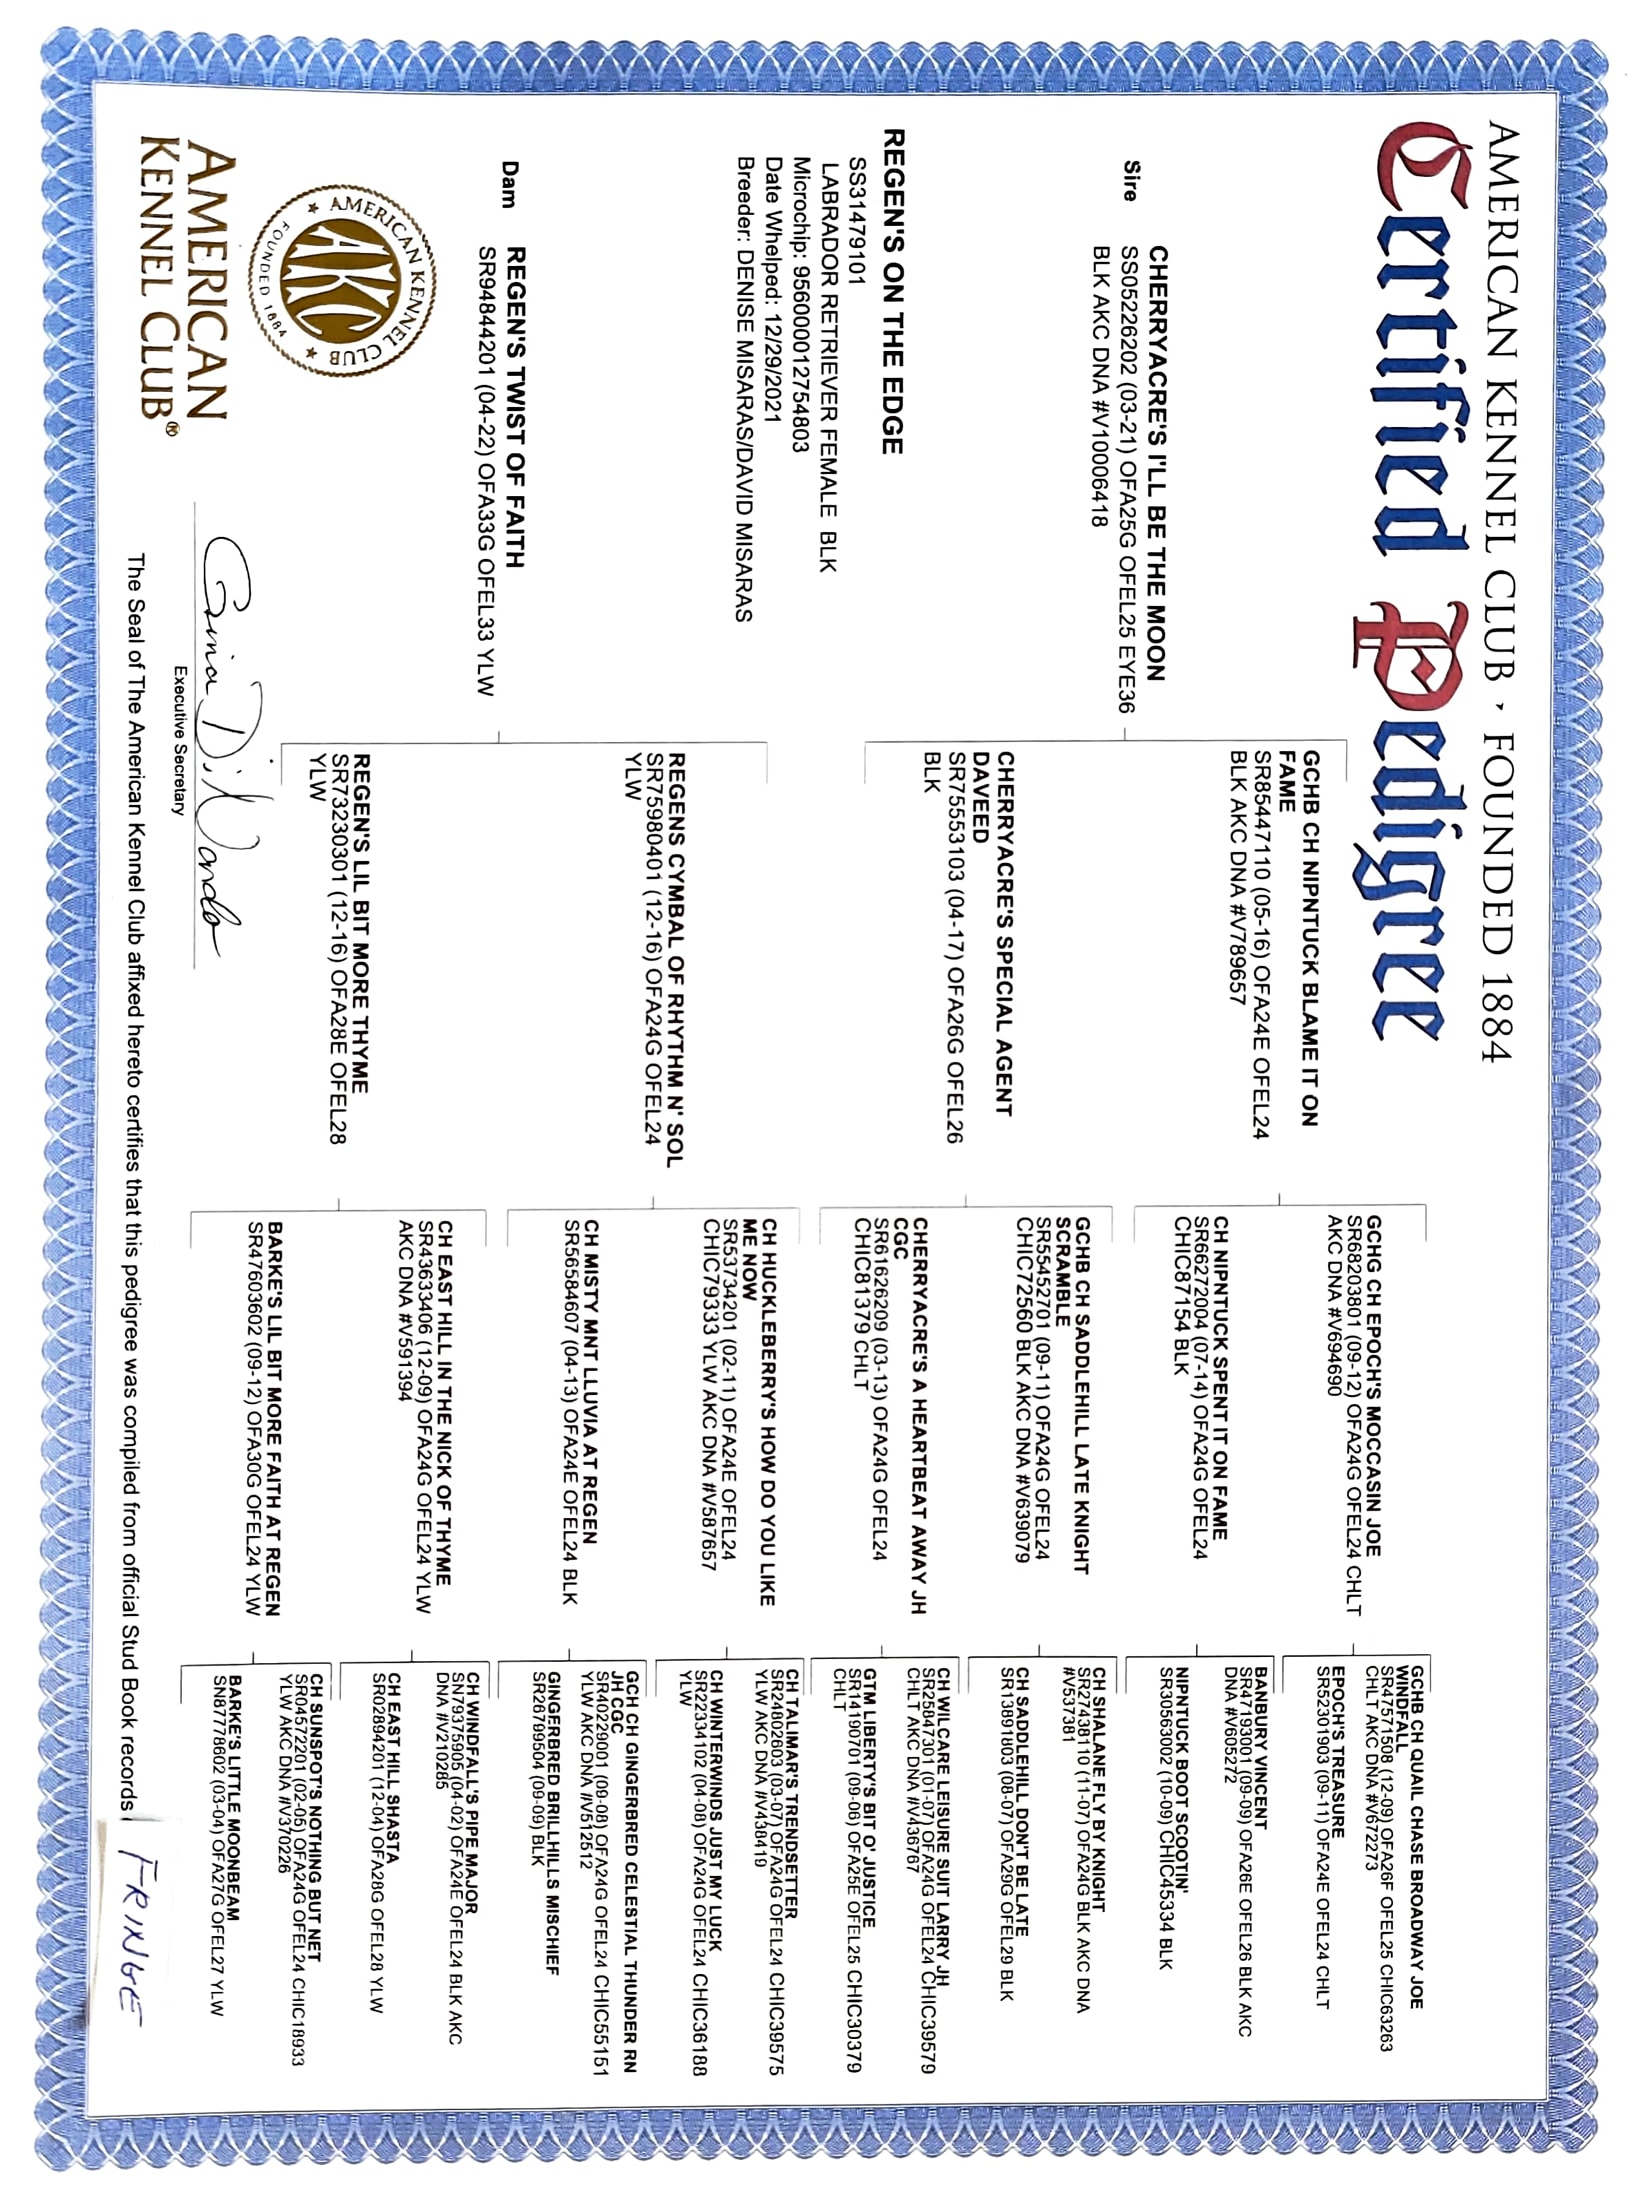 AMERICAN KENNEL CLUB · FOUNDED 1884
Certified Pedigree
Sire
CHERRYACRE'S I'LL BE THE MOON
SS05226202 (03-21) OFA25G OFEL25 EYE36
BLK AKC DNA #V10006418
REGEN'S ON THE EDGE
SS31479101
LABRADOR RETRIEVER FEMALE BLK
Microchip: 956000012754803
Date Whelped: 12/29/2021
Breeder: DENISE MISARAS/DAVID MISARAS
Dam
REGEN'S TWIST OF FAITH
SR94844201 (04-22) OFA33G OFEL33 YLW
GCHB CH NIPNTUCK BLAME IT ON
FAME
SR85447110 (05-16) OFA24E OFEL24
BLK AKC DNA #V789657
CHERRYACRE'S SPECIAL AGENT
DAVEED
SR75553103 (04-17) OFA26G OFEL26
BLK
REGENS CYMBAL OF RHYTHM N' SOL
SR75980401 (12-16) OFA24G OFEL24
YLW
REGEN'S LIL BIT MORE THYME
SR73230301 (12-16) OFA28E OFEL28
YLW
GCHG CH EPOCH'S MOCCASIN JOE
SR68203801 (09-12) OFA24G OFEL24 CHLT
AKC DNA #V694690
CH NIPNTUCK SPENT IT ON FAME
SR66272004 (07-14) OFA24G OFEL24
CHIC87154 BLK
GCHB CH SADDLEHILL LATE KNIGHT
SCRAMBLE
SR55452701 (09-11) OFA24G OFEL24
CHIC72560 BLK AKC DNA #V639079
CHERRYACRE'S A HEARTBEAT AWAY JH
CGC
SR61626209 (03-13) OFA24G OFEL24
CHIC81379 CHLT
CH HUCKLEBERRY'S HOW DO YOU LIKE
ME NOW
SR53734201 (02-11) OFA24E OFEL24
CHIC79333 YLW AKC DNA #V587657
CH MISTY MNT LLUVIA AT REGEN
SR56584607 (04-13) OFA24E OFEL24 BLK
CH EAST HILL IN THE NICK OF THYME
SR43633406 (12-09) OFA24G OFEL24 YLW
AKC DNA #V591394
BARKE'S LIL BIT MORE FAITH AT REGEN
SR47603602 (09-12) OFA30G OFEL24 YLW
GCHB CH QUAIL CHASE BROADWAY JOE
WINDFALL
SR47571508 (12-09) OFA26F OFEL25 CHIC63263
CHLT AKC DNA #V672273
EPOCH'S TREASURE
SR52301903 (09-11) OFA24E OFEL24 CHLT
BANBURY VINCENT
SR47193001 (09-09) OFA26E OFEL26 BLK AKC
DNA #V605272
NIPNTUCK BOOT SCOOTIN'
SR30563002 (10-09) CHIC45334 BLK
CH SHALANE FLY BY KNIGHT
SR27438110 (11-07) OFA24G BLK AKC DNA
#V537381
CH SADDLEHILL DON'T BE LATE
SR13891803 (08-07) OFA29G OFEL29 BLK
CH WILCARE LEISURE SUIT LARRY JH
SR25847301 (01-07) OFA24G OFEL24 CHIC39579
CHLT AKC DNA #V436767
GTM LIBERTY'S BIT O' JUSTICE
SR14190701 (09-06) OFA25E OFEL25 CHIC30379
CHLT
CH TALIMAR'S TRENDSETTER
SR24802603 (03-07) OFA24G OFEL24 CHIC39575
YLW AKC DNA #V438419
CH WINTERWINDS JUST MY LUCK
SR22334102 (04-08) OFA24G OFEL24 CHIC36188
YLW
GCH CH GINGERBRED CELESTIAL THUNDER RN
JH CGC
SR40229001 (09-08) OFA24G OFEL24 CHIC55151
YLW AKC DNA #V512512
GINGERBRED BRILLHILLS MISCHIEF
SR26799504 (09-09) BLK
CH WINDFALL'S PIPE MAJOR
SN79375905 (04-02) OFA24E OFEL24 BLK AKC
DNA #V210285
CH EAST HILL SHASTA
SR02894201 (12-04) OFA28G OFEL28 YLW
CH SUNSPOT'S NOTHING BUT NET
SR04572201 (02-05) OFA24G OFEL24 CHIC18933
YLW AKC DNA #V370226
BARKE'S LITTLE MOONBEAM
SN87778602 (03-04) OFA27G OFEL27 YLW
AMERICAN KENNEL CLUB
AKC
FOUNDED 1884
AMERICAN
KENNEL CLUB®
Gina DiNardo
Executive Secretary
The Seal of The American Kennel Club affixed hereto certifies that this pedigree was compiled from official Stud Book records
FRINGE